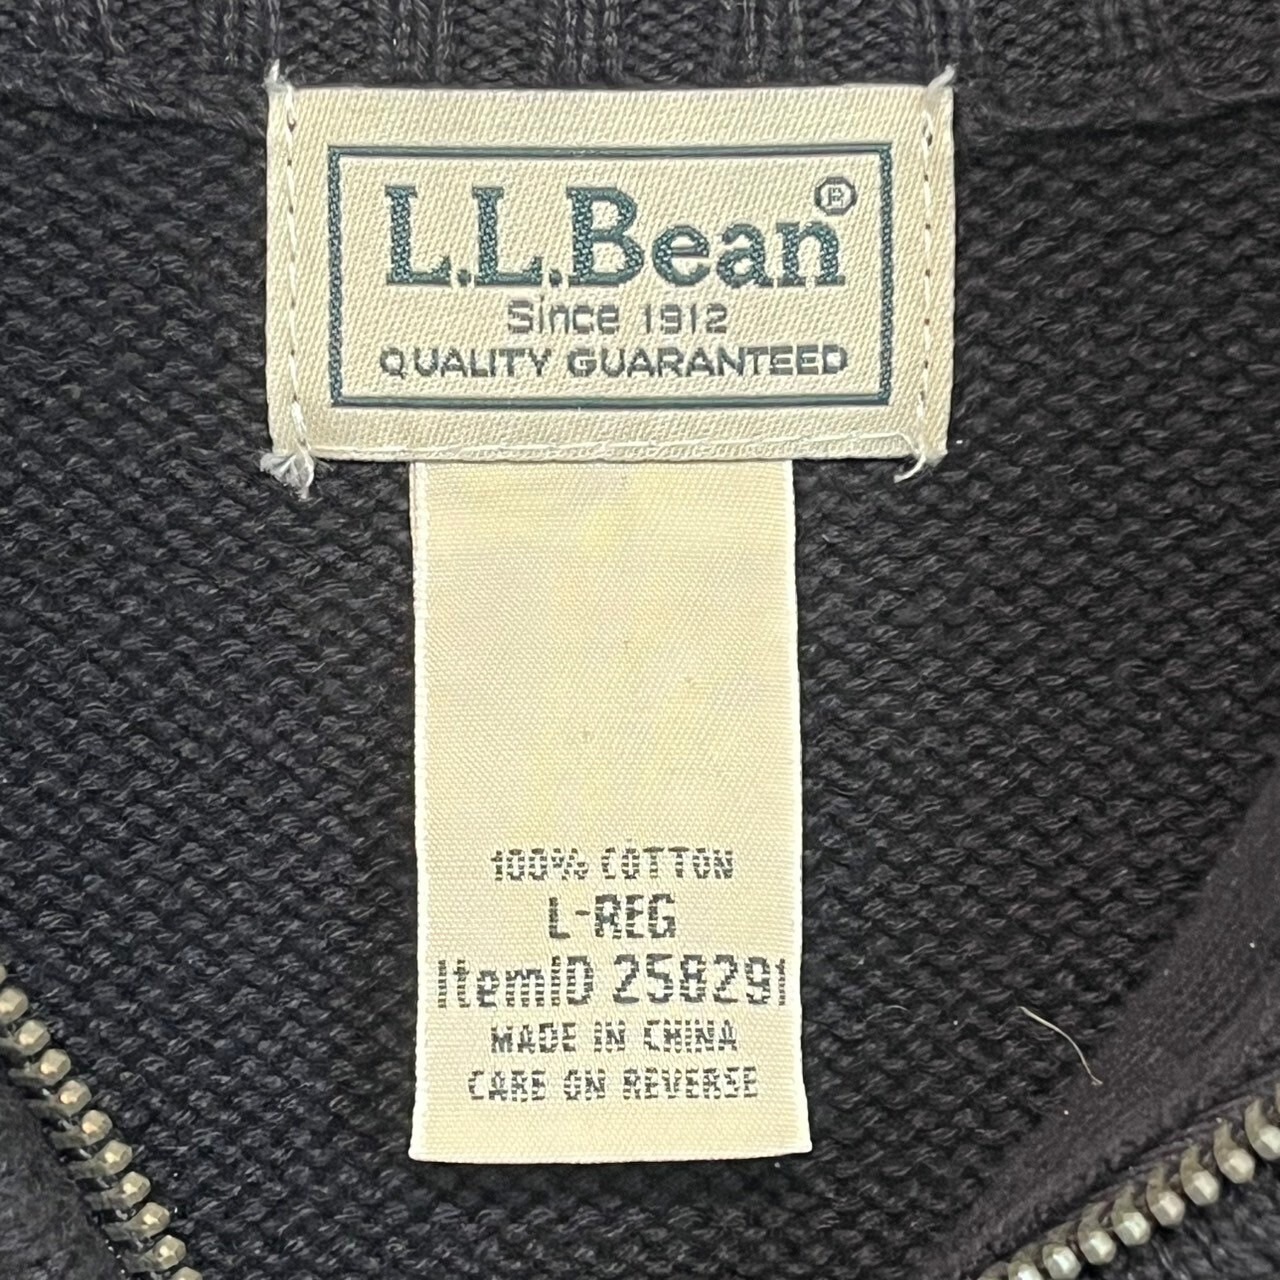 L.L.Bean®
Since 1912
QUALITY GUARANTEED
100% COTTON
L-REG
ItemID 258291
MADE IN CHINA
CARE ON REVERSE